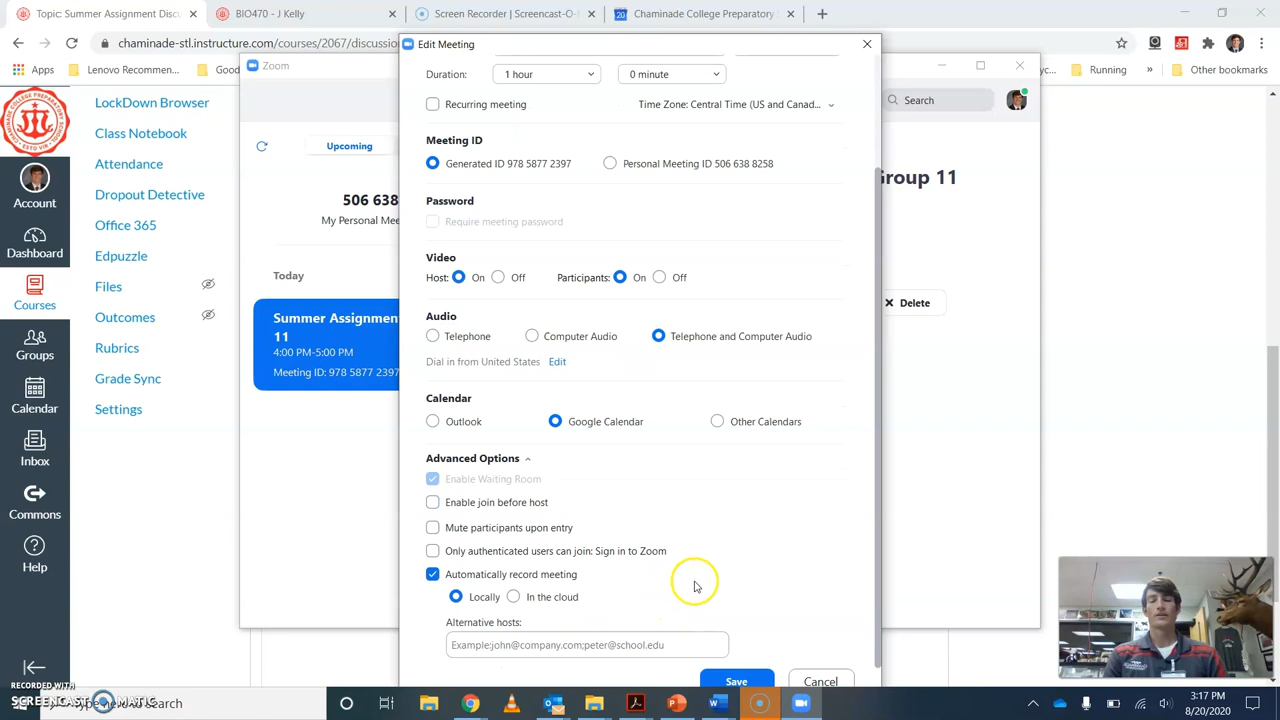 Topic: Summer Assignment Disc
BIO470 - J Kelly
Screen Recorder | Screencast-O-
20
Chaminade College Preparatory
chaminade-stl.instructure.com/courses/2067/discussio
Edit Meeting
Apps
Lenovo Recommen...
Goo
Zoom
Running
»
Other bookmarks
Duration:
1 hour
0 minute
Recurring meeting
Time Zone: Central Time (US and Canad...
Search
LockDown Browser
Class Notebook
Attendance
Dropout Detective
Office 365
Edpuzzle
Files
Outcomes
Rubrics
Grade Sync
Settings
Account
Dashboard
Courses
Groups
Calendar
Inbox
Commons
Help
Upcoming
506 638
My Personal Mee
Today
Summer Assignment
11
4:00 PM-5:00 PM
Meeting ID: 978 5877 2397
Meeting ID
Generated ID 978 5877 2397
Personal Meeting ID 506 638 8258
Group 11
Password
Require meeting password
Video
Host:
On
Off
Participants:
On
Off
Delete
Audio
Telephone
Computer Audio
Telephone and Computer Audio
Dial in from United States
Edit
Calendar
Outlook
Google Calendar
Other Calendars
Advanced Options
Enable Waiting Room
Enable join before host
Mute participants upon entry
Only authenticated users can join: Sign in to Zoom
Automatically record meeting
Locally
In the cloud
Alternative hosts:
Example:john@company.com;peter@school.edu
Save
Cancel
RECORDED WITH
SCREENCAST MATIC
here to search
3:17 PM
8/20/2020